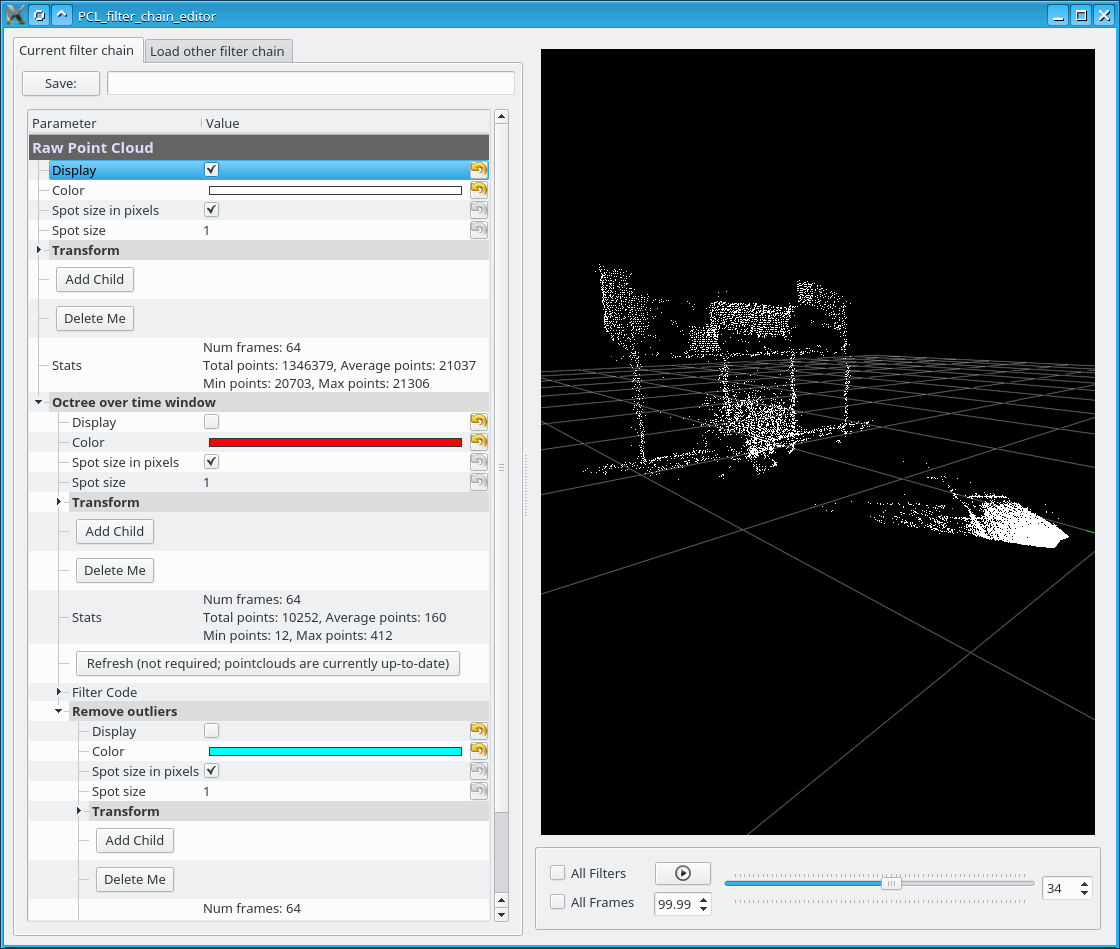 PCL_filter_chain_editor
Current filter chain
Load other filter chain
Save:
Parameter Value
Raw Point Cloud
Display
Color
Spot size in pixels
Spot size 1
Transform
Add Child
Delete Me
Num frames: 64
Stats Total points: 1346379, Average points: 21037
Min points: 20703, Max points: 21306
Octree over time window
Display
Color
Spot size in pixels
Spot size 1
Transform
Add Child
Delete Me
Num frames: 64
Stats Total points: 10252, Average points: 160
Min points: 12, Max points: 412
Refresh (not required; pointclouds are currently up-to-date)
Filter Code
Remove outliers
Display
Color
Spot size in pixels
Spot size 1
Transform
Add Child
Delete Me
Num frames: 64
All Filters
All Frames
99.99
34